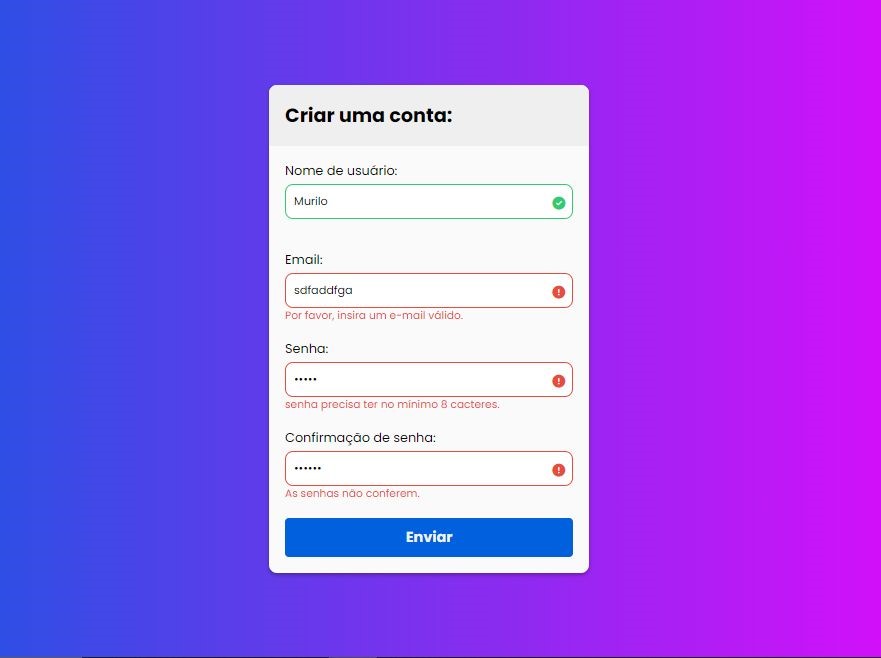 Criar uma conta:
Nome de usuário:
Murilo
Email:
sdfaddfga
Por favor, insira um e-mail válido.
Senha:
•••••
senha precisa ter no mínimo 8 cacteres.
Confirmação de senha:
••••••
As senhas não conferem.
Enviar